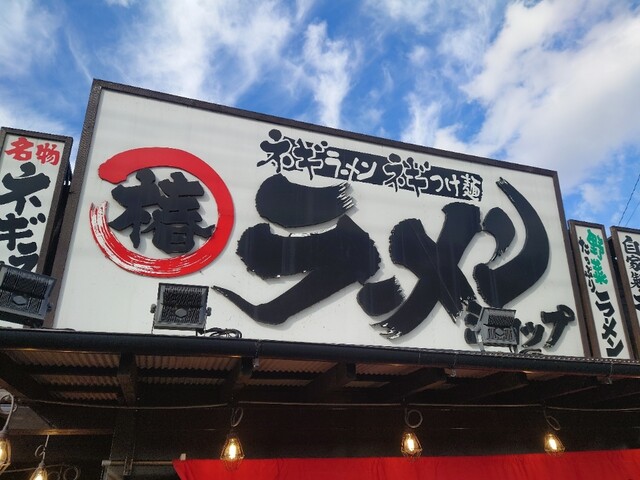 名物
ネギラ
椿
ネギラーメン ネギつけ麺
ラーメン
ショップ
野菜
たっぷり
ラーメン
自家製